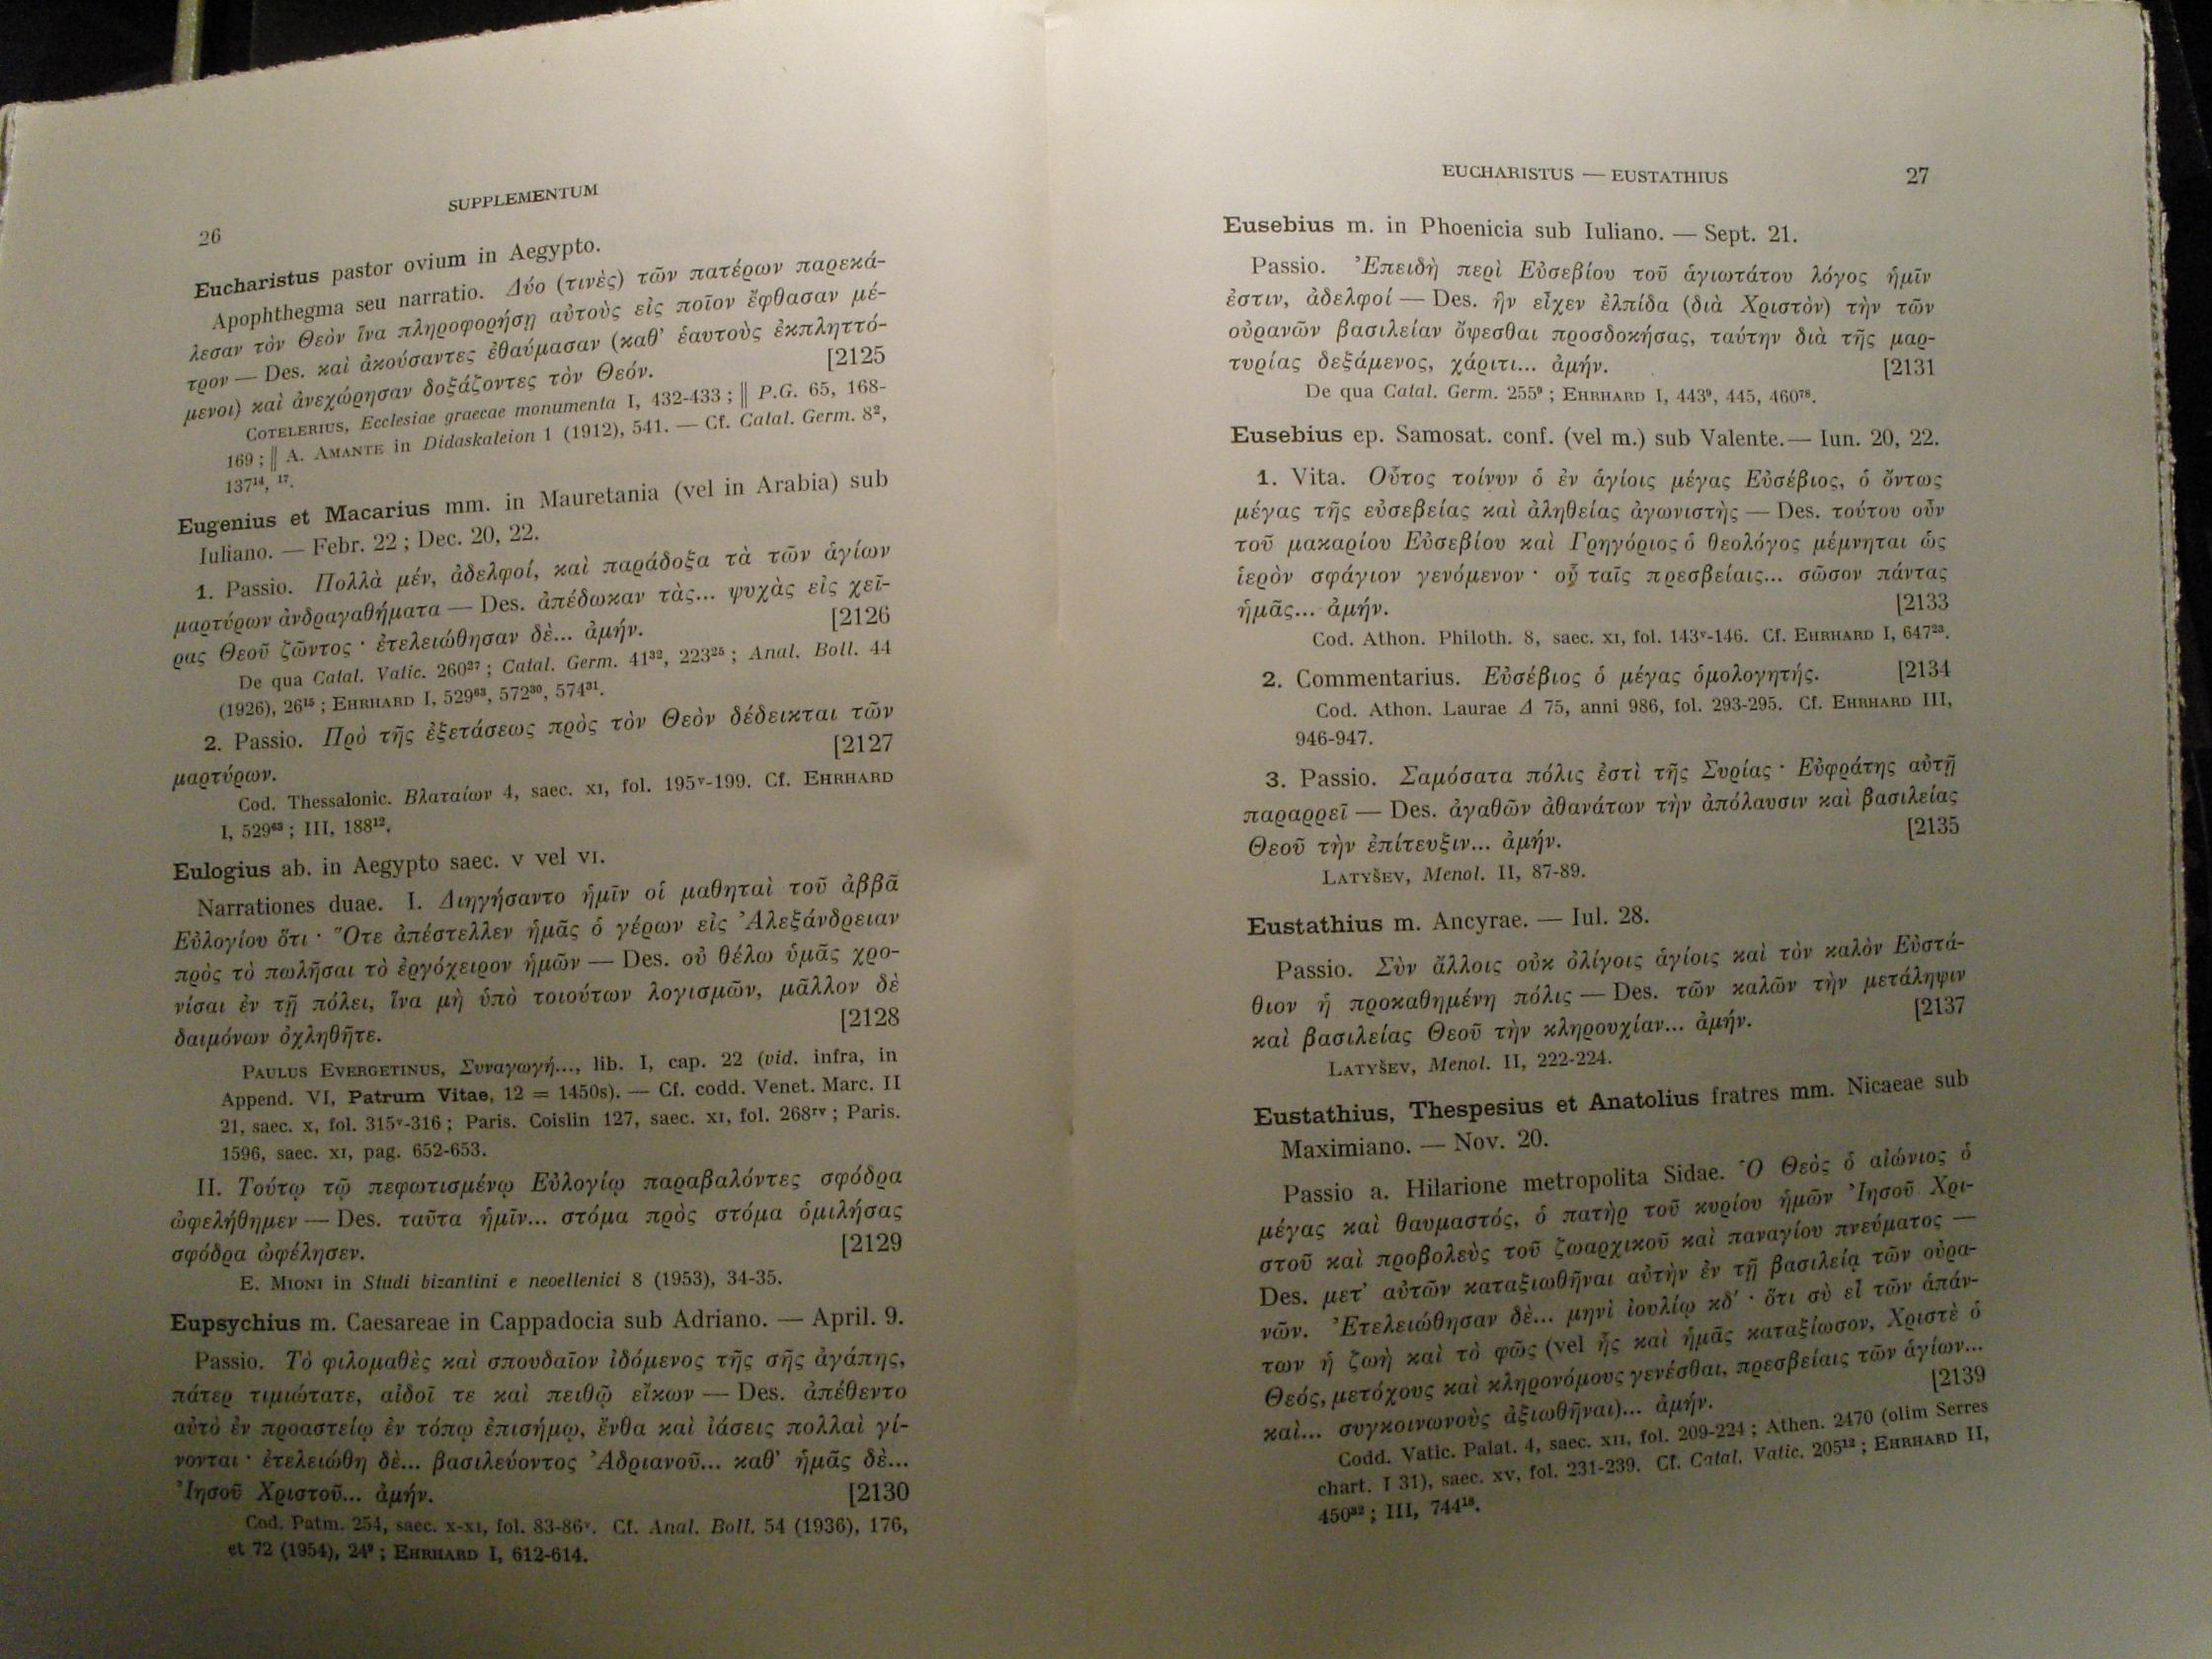 SUPPLEMENTUM
26
Eucharistus pastor ovium in Aegypto.
Apophthegma seu narratio. Δύο (τινὲς) τῶν πατέρων παρεκά-
λεσαν τὸν Θεὸν ἵνα πληροφορήσῃ αὐτοὺς εἰς ποῖον ἔφθασαν μέ-
τρον — Des. καὶ ἀκούσαντες ἐθαύμασαν (καθ' ἑαυτοὺς ἐκπληττό-
μενοι) καὶ ἀνεχώρησαν δοξάζοντες τὸν Θεόν. [2125
COTELERIUS, Ecclesiae graecae monumenta I, 432-433 ; || P.G. 65, 168-
169 ; || A. AMANTE in Didaskaleion 1 (1912), 541. — Cf. Catal. Germ. 8², 
137¹⁴, ¹⁷.
Eugenius et Macarius mm. in Mauretania (vel in Arabia) sub
Iuliano. — Febr. 22 ; Dec. 20, 22.
1. Passio. Πολλὰ μέν, ἀδελφοί, καὶ παράδοξα τὰ τῶν ἁγίων
μαρτύρων ἀνδραγαθήματα — Des. ἀπέδωκαν τὰς... ψυχὰς εἰς χεῖ-
ρας Θεοῦ ζῶντος · ἐτελειώθησαν δὲ... ἀμήν. [2126
De qua Catal. Vatic. 260²⁷ ; Catal. Germ. 41³², 223²⁵ ; Anal. Boll. 44
(1926), 26¹⁵ ; EHRHARD I, 529⁶³, 572³⁰, 574³¹.
2. Passio. Πρὸ τῆς ἐξετάσεως πρὸς τὸν Θεὸν δέδεικται τῶν
μαρτύρων. [2127
Cod. Thessalonic. Βλαταίων 4, saec. XI, fol. 195ᵛ-199. Cf. EHRHARD
I, 529⁶³ ; III, 188¹².
Eulogius ab. in Aegypto saec. V vel VI.
Narrationes duae. I. Διηγήσαντο ἡμῖν οἱ μαθηταὶ τοῦ ἀββᾶ
Εὐλογίου ὅτι · Ὅτε ἀπέστελλεν ἡμᾶς ὁ γέρων εἰς Ἀλεξάνδρειαν
πρὸς τὸ πωλῆσαι τὸ ἐργόχειρον ἡμῶν — Des. οὐ θέλω ὑμᾶς χρο-
νίσαι ἐν τῇ πόλει, ἵνα μὴ ὑπὸ τοιούτων λογισμῶν, μᾶλλον δὲ
δαιμόνων ὀχληθῆτε. [2128
PAULUS EVERGETINUS, Συναγωγή..., lib. I, cap. 22 (vid. infra, in
Append. VI, Patrum Vitae, 12 = 1450s). — Cf. codd. Venet. Marc. II
21, saec. X, fol. 315ᵛ-316 ; Paris. Coislin 127, saec. XI, fol. 268ʳᵛ ; Paris.
1596, saec. XI, pag. 652-653.
II. Τούτῳ τῷ πεφωτισμένῳ Εὐλογίῳ παραβαλόντες σφόδρα
ὠφελήθημεν — Des. ταῦτα ἡμῖν... στόμα πρὸς στόμα ὁμιλήσας
σφόδρα ὠφέλησεν. [2129
E. MIONI in Studi bizantini e neoellenici 8 (1953), 34-35.
Eupsychius m. Caesareae in Cappadocia sub Adriano. — April. 9.
Passio. Τὸ φιλομαθὲς καὶ σπουδαῖον ἰδόμενος τῆς σῆς ἀγάπης,
πάτερ τιμιώτατε, αἰδοῖ τε καὶ πειθῷ εἴκων — Des. ἀπέθεντο
αὐτὸ ἐν προαστείῳ ἐν τόπῳ ἐπισήμῳ, ἔνθα καὶ ἰάσεις πολλαὶ γί-
νονται · ἐτελειώθη δὲ... βασιλεύοντος Ἀδριανοῦ... καθ' ἡμᾶς δὲ...
Ἰησοῦ Χριστοῦ... ἀμήν. [2130
Cod. Patm. 254, saec. X-XI, fol. 83-86ᵛ. Cf. Anal. Boll. 54 (1936), 176,
et 72 (1954), 24⁹ ; EHRHARD I, 612-614.
EUCHARISTUS — EUSTATHIUS 27
Eusebius m. in Phoenicia sub Iuliano. — Sept. 21.
Passio. Ἐπειδὴ περὶ Εὐσεβίου τοῦ ἁγιωτάτου λόγος ἡμῖν
ἐστιν, ἀδελφοί — Des. ἣν εἶχεν ἐλπίδα (διὰ Χριστὸν) τὴν τῶν
οὐρανῶν βασιλείαν ὄψεσθαι προσδοκήσας, ταύτην διὰ τῆς μαρ-
τυρίας δεξάμενος, χάριτι... ἀμήν. [2131
De qua Catal. Germ. 255⁹ ; EHRHARD I, 443⁹, 445, 460⁷⁸.
Eusebius ep. Samosat. conf. (vel m.) sub Valente.— Iun. 20, 22.
1. Vita. Οὗτος τοίνυν ὁ ἐν ἁγίοις μέγας Εὐσέβιος, ὁ ὄντως
μέγας τῆς εὐσεβείας καὶ ἀληθείας ἀγωνιστὴς — Des. τούτου οὖν
τοῦ μακαρίου Εὐσεβίου καὶ Γρηγόριος ὁ θεολόγος μέμνηται ὡς
ἱερὸν σφάγιον γενόμενον · οὗ ταῖς πρεσβείαις... σῶσον πάντας
ἡμᾶς... ἀμήν. [2133
Cod. Athon. Philoth. 8, saec. XI, fol. 143ᵛ-146. Cf. EHRHARD I, 647²³.
2. Commentarius. Εὐσέβιος ὁ μέγας ὁμολογητής. [2134
Cod. Athon. Laurae Δ 75, anni 986, fol. 293-295. Cf. EHRHARD III,
946-947.
3. Passio. Σαμόσατα πόλις ἐστὶ τῆς Συρίας · Εὐφράτης αὐτῇ
παραρρεῖ — Des. ἀγαθῶν ἀθανάτων τὴν ἀπόλαυσιν καὶ βασιλείας
Θεοῦ τὴν ἐπίτευξιν... ἀμήν. [2135
LATYŠEV, Menol. II, 87-89.
Eustathius m. Ancyrae. — Iul. 28.
Passio. Σὺν ἄλλοις οὐκ ὀλίγοις ἁγίοις καὶ τὸν καλὸν Εὐστά-
θιον ἡ προκαθημένη πόλις — Des. τῶν καλῶν τὴν μετάληψιν
καὶ βασιλείας Θεοῦ τὴν κληρουχίαν... ἀμήν. [2137
LATYŠEV, Menol. II, 222-224.
Eustathius, Thespesius et Anatolius fratres mm. Nicaeae sub
Maximiano. — Nov. 20.
Passio a. Hilarione metropolita Sidae. Ὁ Θεὸς ὁ αἰώνιος ὁ
μέγας καὶ θαυμαστός, ὁ πατὴρ τοῦ κυρίου ἡμῶν Ἰησοῦ Χρι-
στοῦ καὶ προβολεὺς τοῦ ζωαρχικοῦ καὶ παναγίου πνεύματος —
Des. μετ' αὐτῶν καταξιωθῆναι αὐτὴν ἐν τῇ βασιλείᾳ τῶν οὐρα-
νῶν. Ἐτελειώθησαν δὲ... μηνὶ ἰουλίῳ κδ' · ὅτι σὺ εἶ τῶν ἁπάν-
των ἡ ζωὴ καὶ τὸ φῶς (vel ἧς καὶ ἡμᾶς καταξίωσον, Χριστὲ ὁ
Θεός, μετόχους καὶ κληρονόμους γενέσθαι, πρεσβείαις τῶν ἁγίων...
καὶ... συγκοινωνοὺς ἀξιωθῆναι)... ἀμήν. [2139
Codd. Vatic. Palat. 4, saec. XII, fol. 209-224 ; Athen. 2470 (olim Serres
chart. I 31), saec. XV, fol. 231-239. Cf. Catal. Vatic. 205¹² ; EHRHARD II,
450³² ; III, 744¹⁸.